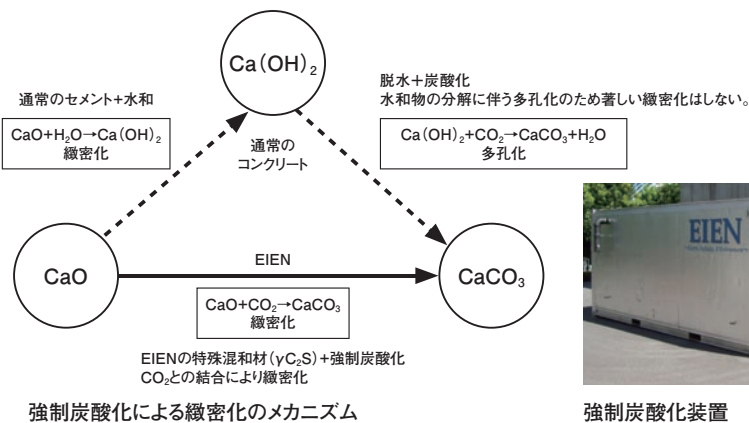 Ca(OH)₂
通常のセメント+水和
CaO+H₂O→Ca(OH)₂
緻密化
通常の
コンクリート
脱水+炭酸化
水和物の分解に伴う多孔化のため著しい緻密化はしない。
Ca(OH)₂+CO₂→CaCO₃+H₂O
多孔化
CaO
EIEN
CaCO₃
CaO+CO₂→CaCO₃
緻密化
EIENの特殊混和材(γC₂S)+強制炭酸化
CO₂との結合により緻密化
強制炭酸化による緻密化のメカニズム
EIEN
強制炭酸化装置